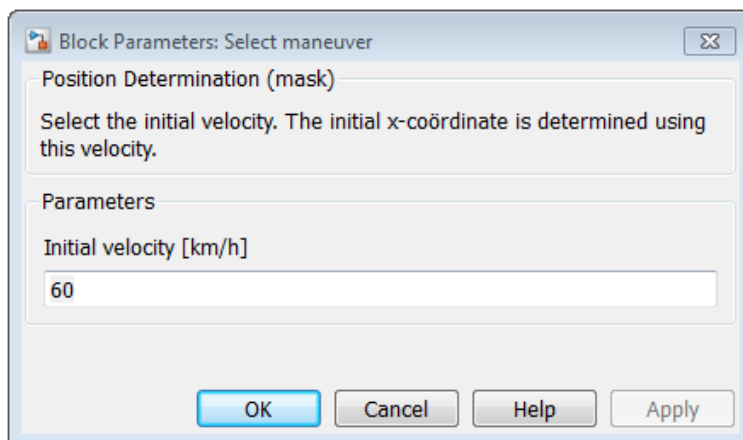 Block Parameters: Select maneuver
Position Determination (mask)
Select the initial velocity. The initial x-coördinate is determined using
this velocity.
Parameters
Initial velocity [km/h]
60
OK Cancel Help Apply